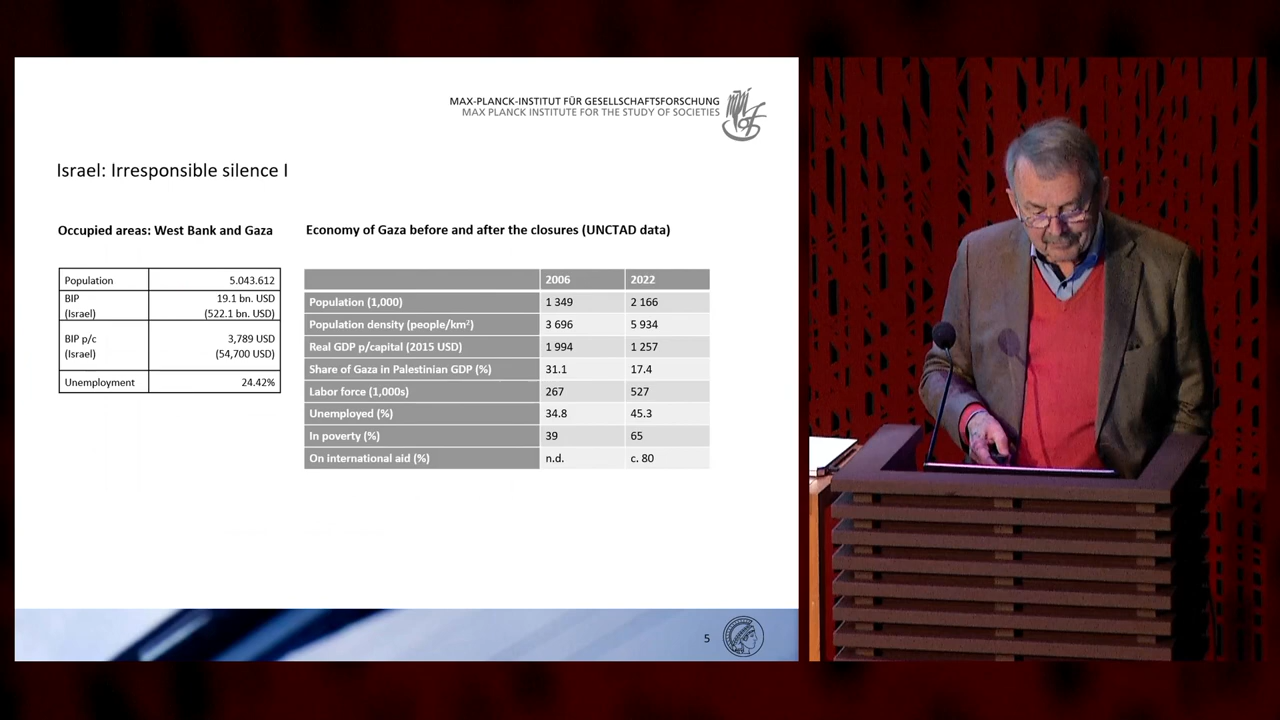 MAX-PLANCK-INSTITUT FÜR GESELLSCHAFTSFORSCHUNG
MAX PLANCK INSTITUTE FOR THE STUDY OF SOCIETIES
Israel: Irresponsible silence I
Occupied areas: West Bank and Gaza
Population 5.043.612
BIP 19.1 bn. USD
(Israel) (522.1 bn. USD)
BIP p/c 3,789 USD
(Israel) (54,700 USD)
Unemployment 24.42%
Economy of Gaza before and after the closures (UNCTAD data)
2006 2022
Population (1,000) 1 349 2 166
Population density (people/km²) 3 696 5 934
Real GDP p/capital (2015 USD) 1 994 1 257
Share of Gaza in Palestinian GDP (%) 31.1 17.4
Labor force (1,000s) 267 527
Unemployed (%) 34.8 45.3
In poverty (%) 39 65
On international aid (%) n.d. c. 80
5